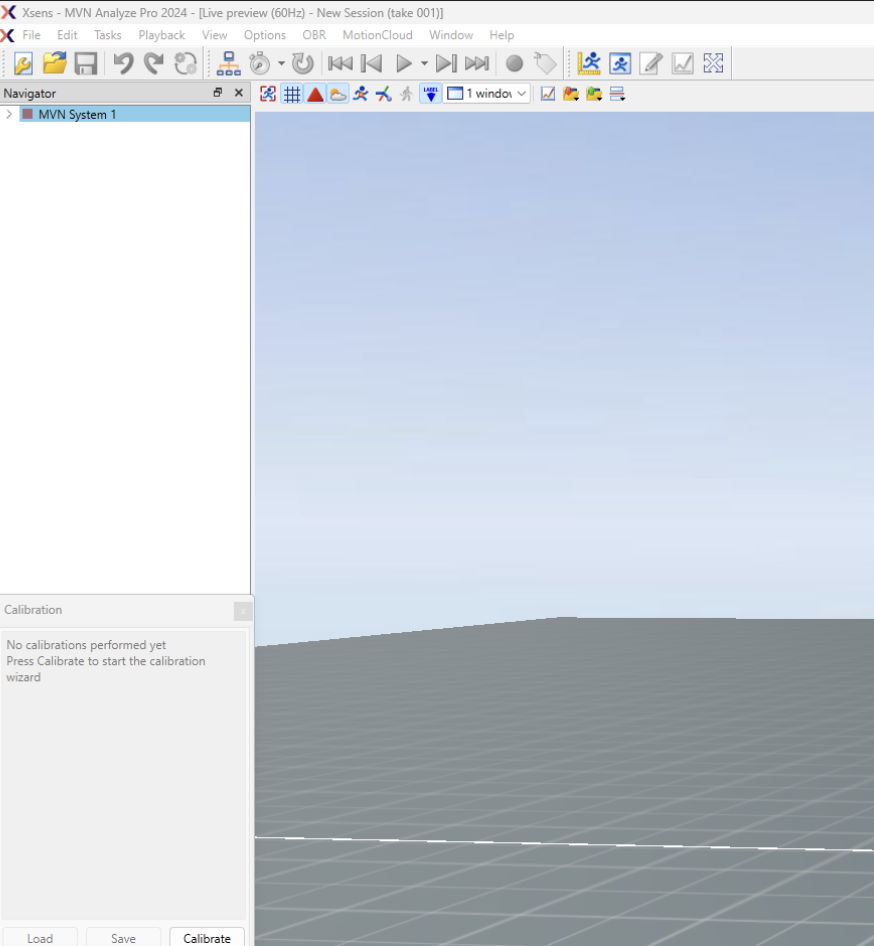 Xsens - MVN Analyze Pro 2024 - [Live preview (60Hz) - New Session (take 001)]
File Edit Tasks Playback View Options OBR MotionCloud Window Help
Navigator
LABEL
1 window
MVN System 1
Calibration
No calibrations performed yet
Press Calibrate to start the calibration
wizard
Load Save Calibrate